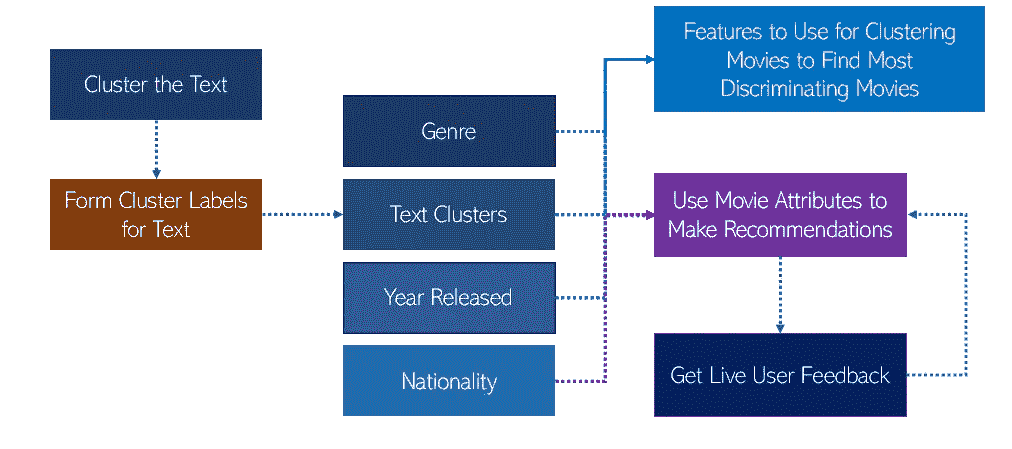 Cluster the Text
Form Cluster Labels
for Text
Genre
Text Clusters
Year Released
Nationality
Features to Use for Clustering
Movies to Find Most
Discriminating Movies
Use Movie Attributes to
Make Recommendations
Get Live User Feedback